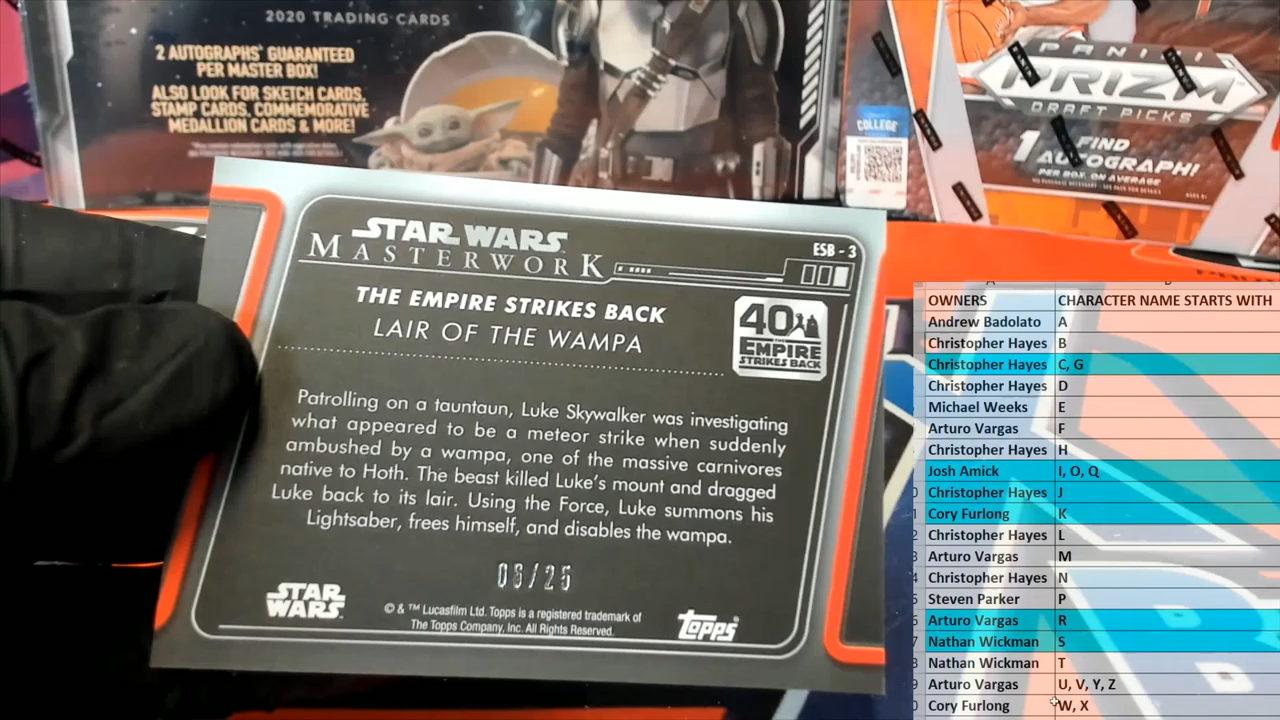 2020 TRADING CARDS
2 AUTOGRAPHS* GUARANTEED
PER MASTER BOX!
ALSO LOOK FOR SKETCH CARDS,
STAMP CARDS, COMMEMORATIVE
MEDALLION CARDS & MORE!
COLLEGE
PANINI
PRIZM
DRAFT PICKS
1 FIND
AUTOGRAPH!
PER BOX, ON AVERAGE
STAR WARS
MASTERWORK
ESB - 3
THE EMPIRE STRIKES BACK
LAIR OF THE WAMPA
40
THE
EMPIRE
STRIKES BACK
Patrolling on a tauntaun, Luke Skywalker was investigating
what appeared to be a meteor strike when suddenly
ambushed by a wampa, one of the massive carnivores
native to Hoth. The beast killed Luke's mount and dragged
Luke back to its lair. Using the Force, Luke summons his
Lightsaber, frees himself, and disables the wampa.
06/25
STAR
WARS
© & ™ Lucasfilm Ltd. Topps is a registered trademark of
The Topps Company, Inc. All Rights Reserved.
Topps
OWNERS CHARACTER NAME STARTS WITH
Andrew Badolato A
Christopher Hayes B
Christopher Hayes C, G
Christopher Hayes D
Michael Weeks E
Arturo Vargas F
Christopher Hayes H
Josh Amick I, O, Q
Christopher Hayes J
Cory Furlong K
Christopher Hayes L
Arturo Vargas M
Christopher Hayes N
Steven Parker P
Arturo Vargas R
Nathan Wickman S
Nathan Wickman T
Arturo Vargas U, V, Y, Z
Cory Furlong W, X